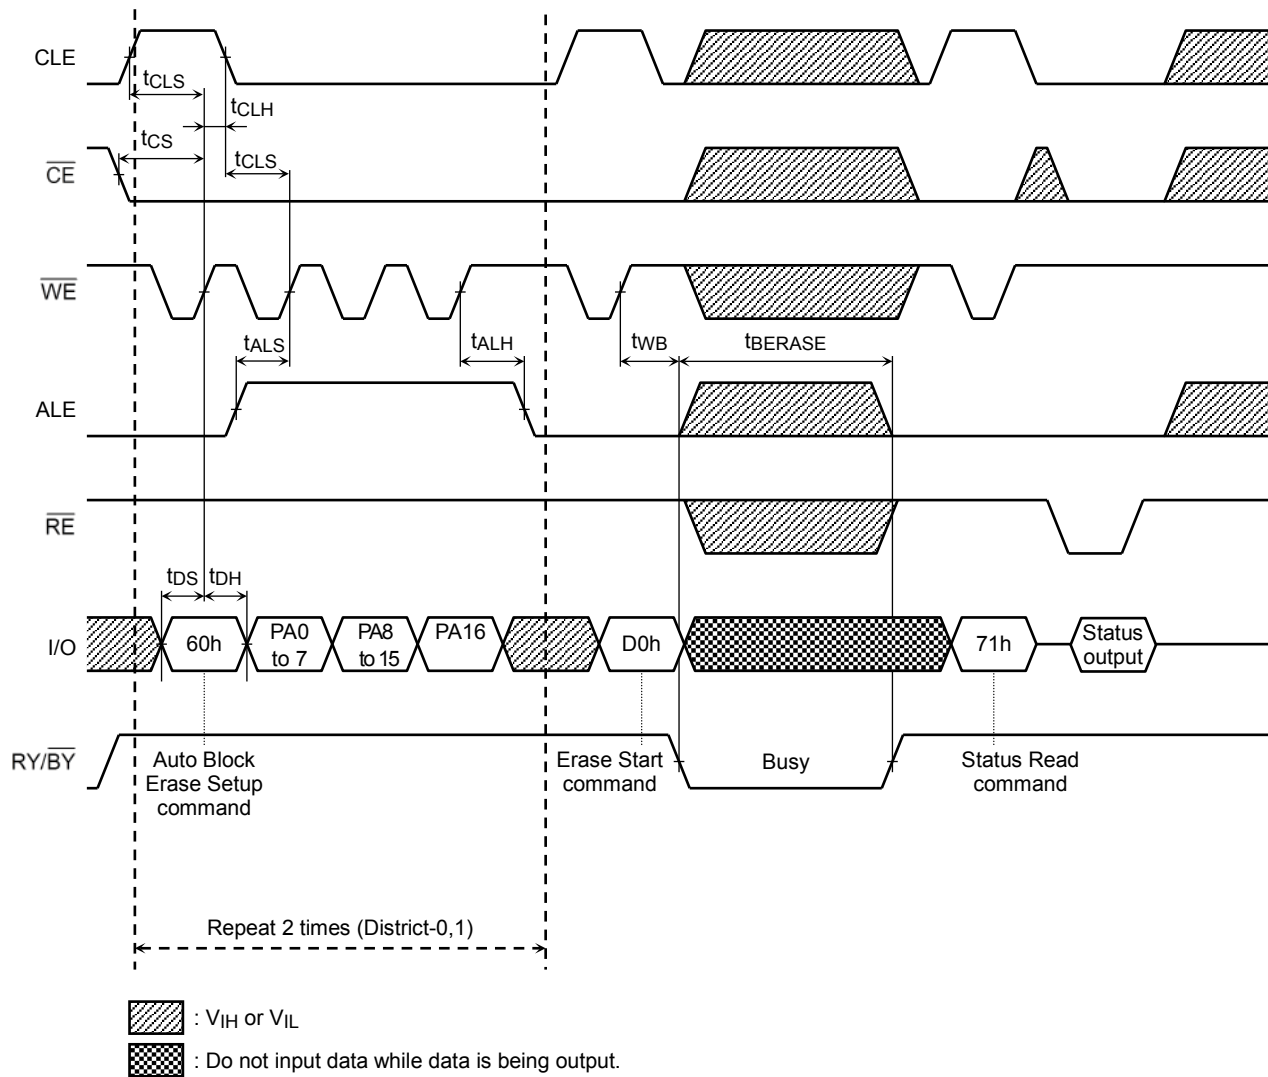 CLE
tCLS
tCLH
tCS
tCLS
CE
WE
tALS
tALH
tWB
tBERASE
ALE
RE
tDS
tDH
I/O
60h
PA0
to 7
PA8
to 15
PA16
D0h
71h
Status
output
RY/BY
Auto Block
Erase Setup
command
Erase Start
command
Busy
Status Read
command
Repeat 2 times (District-0,1)
: VIH or VIL
: Do not input data while data is being output.